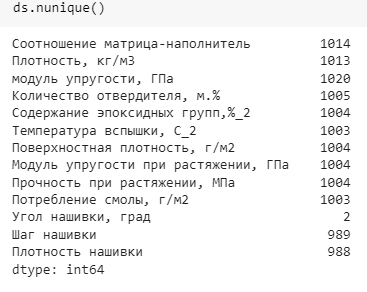 ds.nunique()
Соотношение матрица-наполнитель 1014
Плотность, кг/м3 1013
модуль упругости, ГПа 1020
Количество отвердителя, м.% 1005
Содержание эпоксидных групп,%_2 1004
Температура вспышки, С_2 1003
Поверхностная плотность, г/м2 1004
Модуль упругости при растяжении, ГПа 1004
Прочность при растяжении, МПа 1004
Потребление смолы, г/м2 1003
Угол нашивки, град 2
Шаг нашивки 989
Плотность нашивки 988
dtype: int64